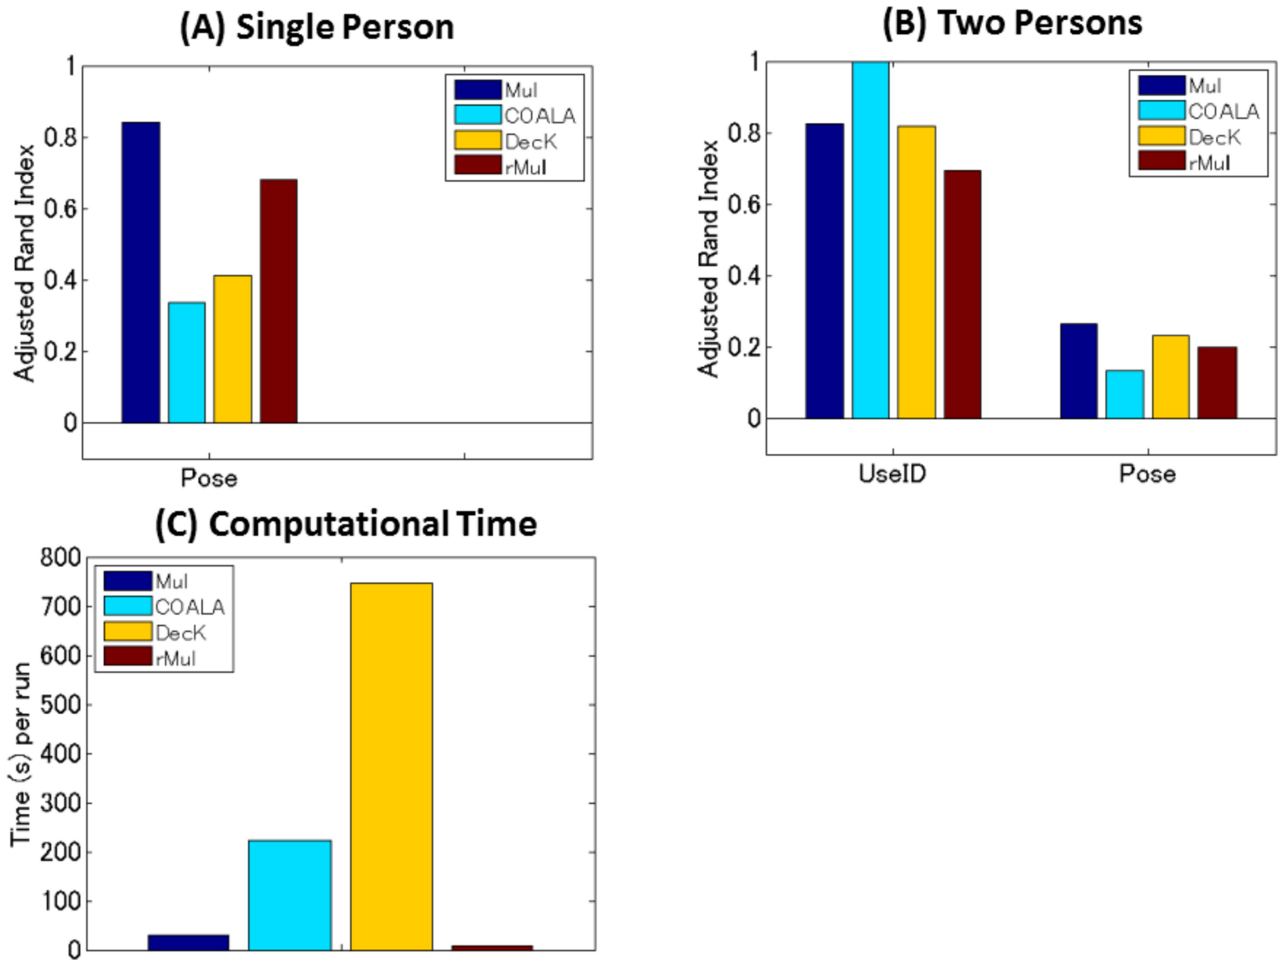 (A) Single Person
1
0.8
0.6
0.4
0.2
0
Adjusted Rand Index
Mul
COALA
DecK
rMul
Pose
(B) Two Persons
1
0.8
0.6
0.4
0.2
0
Adjusted Rand Index
Mul
COALA
DecK
rMul
UseID Pose
(C) Computational Time
800
700
600
500
400
300
200
100
0
Time (s) per run
Mul
COALA
DecK
rMul